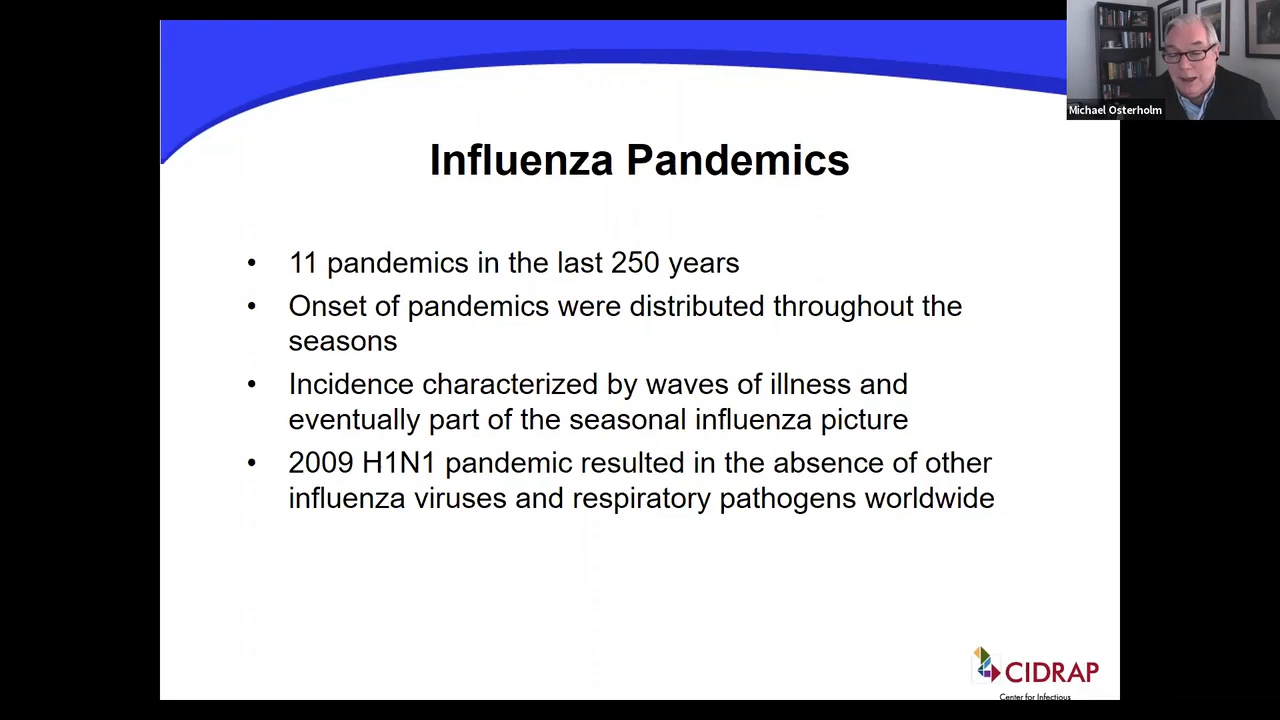 Michael Osterholm
Influenza Pandemics
• 11 pandemics in the last 250 years
• Onset of pandemics were distributed throughout the
seasons
• Incidence characterized by waves of illness and
eventually part of the seasonal influenza picture
• 2009 H1N1 pandemic resulted in the absence of other
influenza viruses and respiratory pathogens worldwide
CIDRAP
Center for Infectious